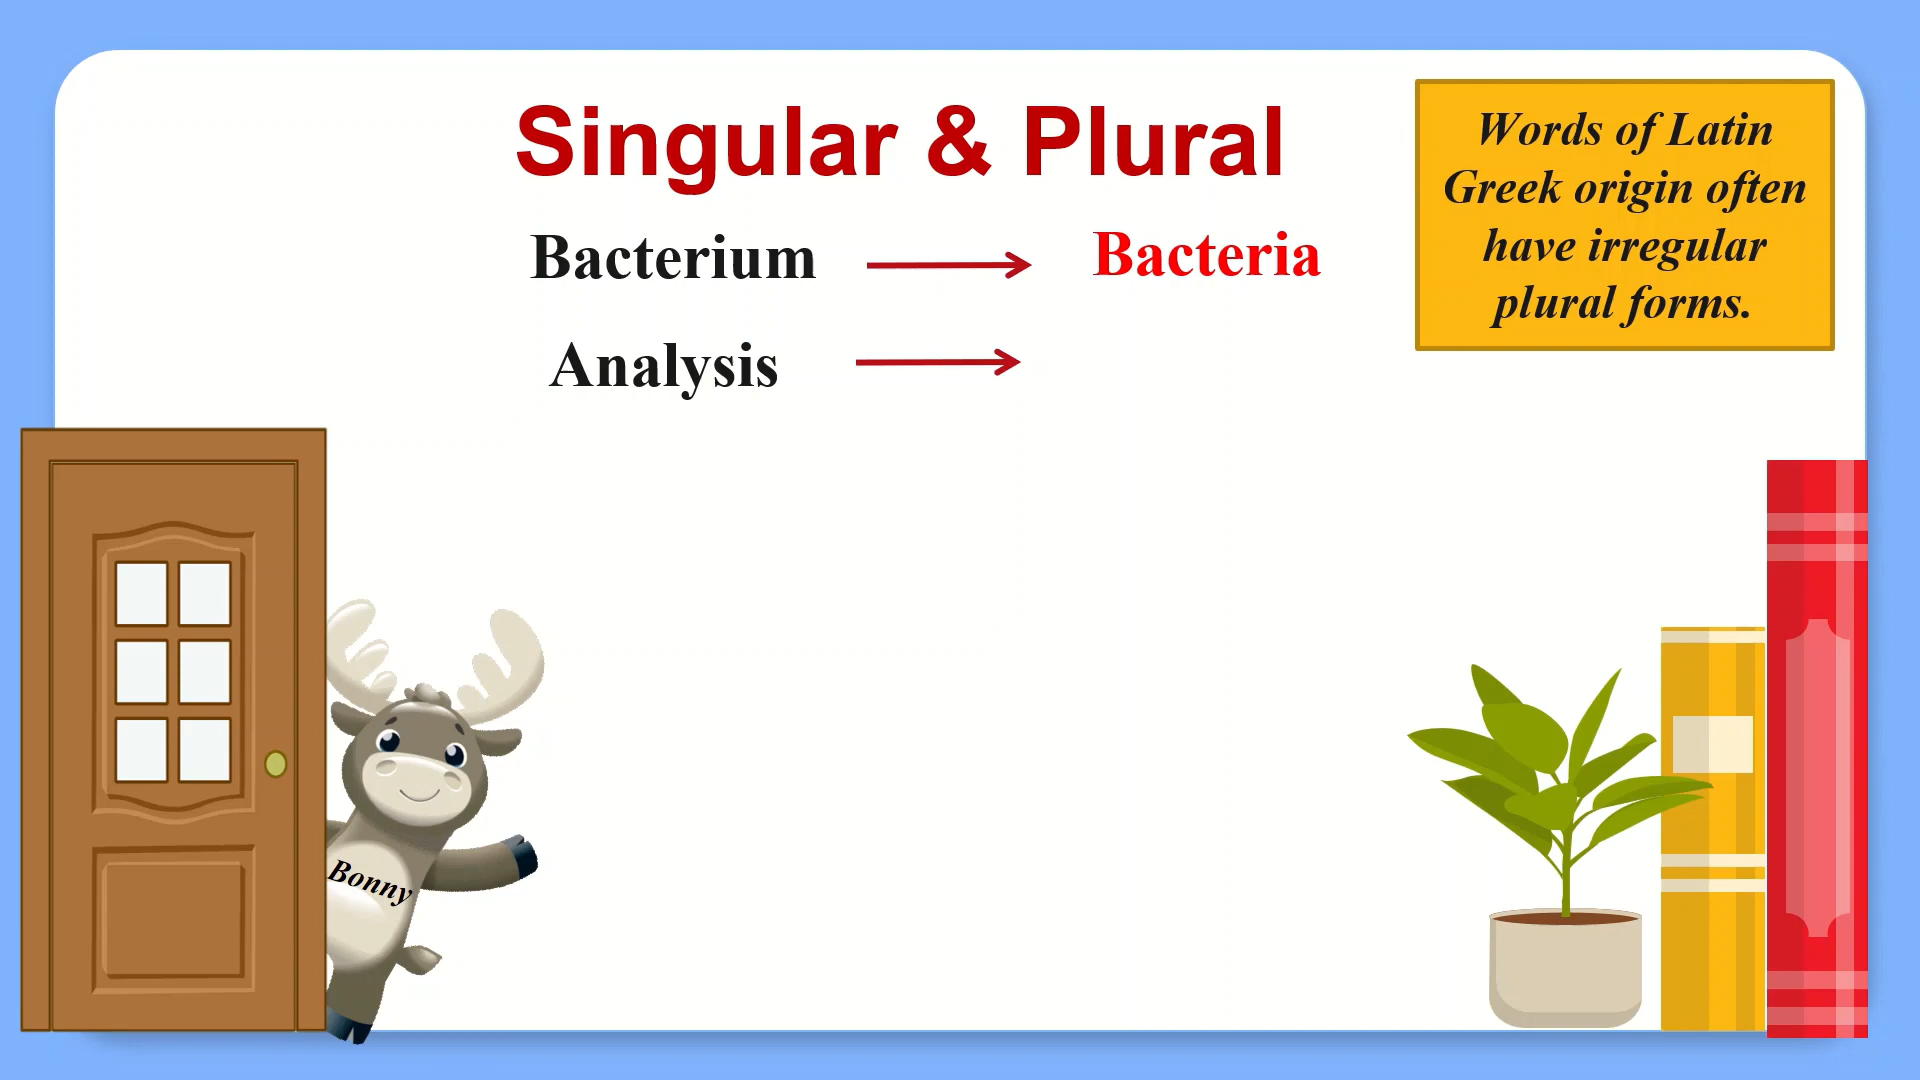 Singular & Plural
Words of Latin
Greek origin often
have irregular
plural forms.
Bacterium
Bacteria
Analysis
Bonny